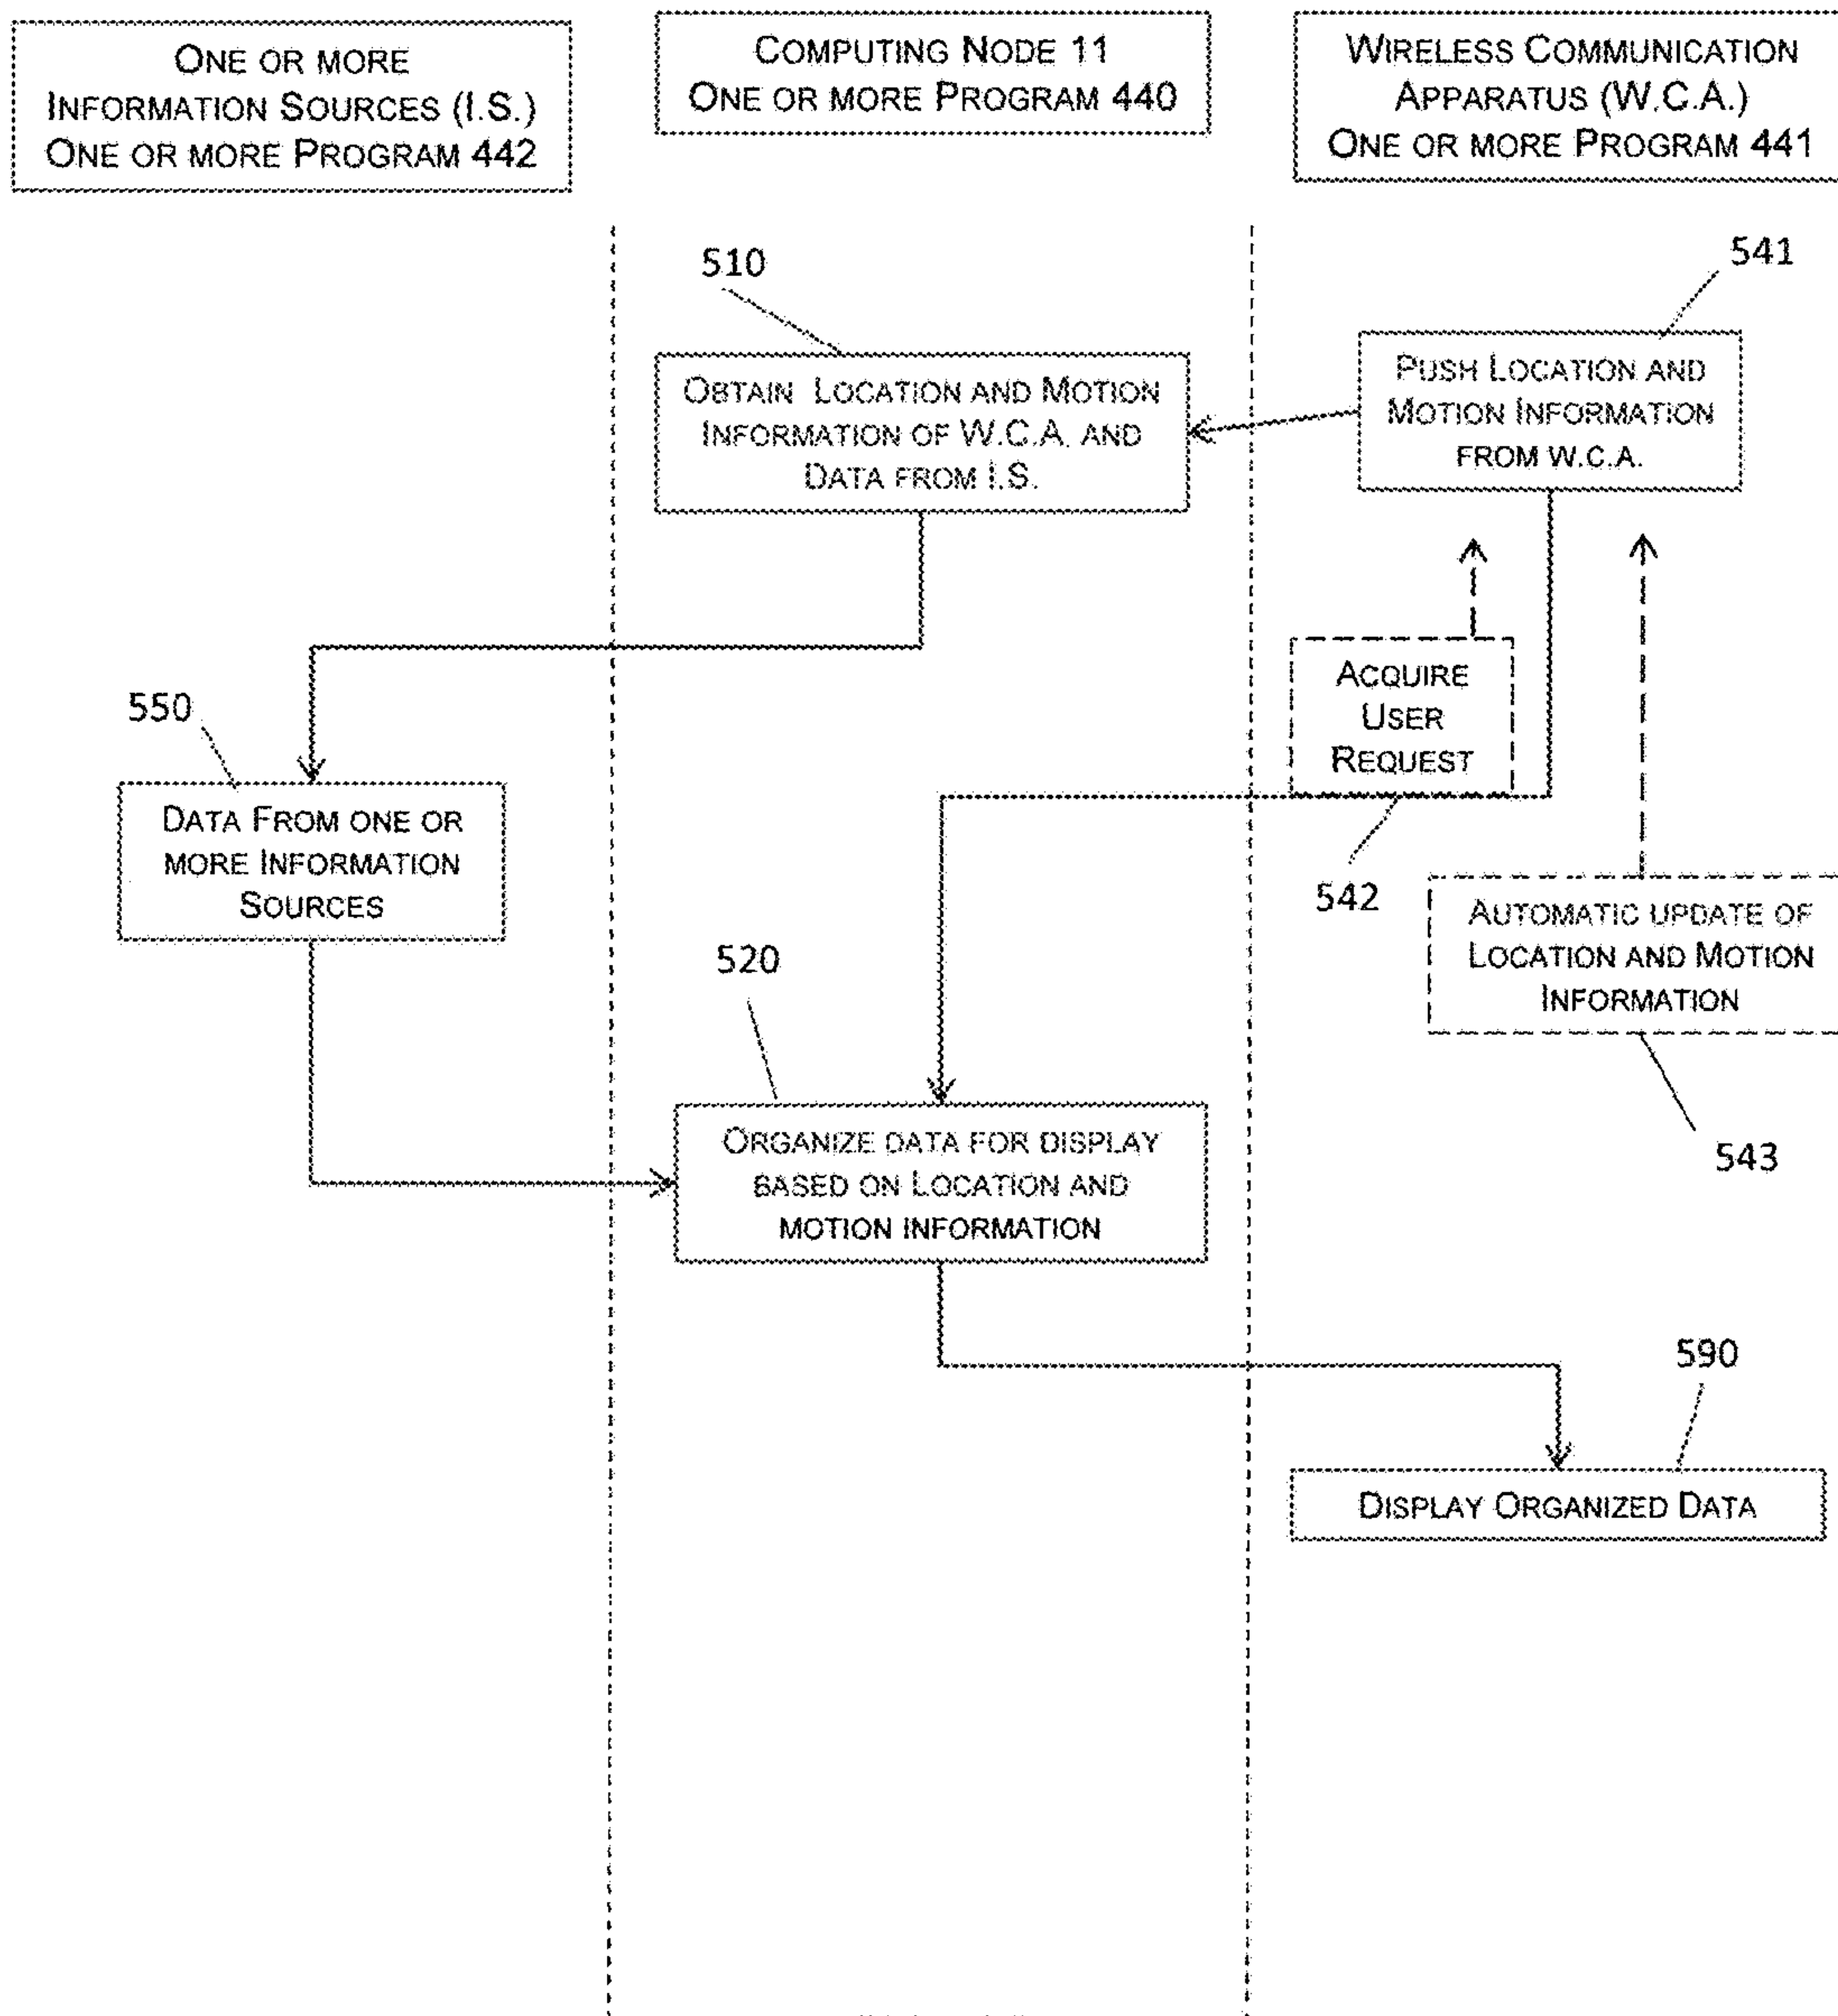 ONE OR MORE
INFORMATION SOURCES (I.S.)
ONE OR MORE PROGRAM 442
COMPUTING NODE 11
ONE OR MORE PROGRAM 440
WIRELESS COMMUNICATION
APPARATUS (W.C.A.)
ONE OR MORE PROGRAM 441
510
541
OBTAIN LOCATION AND MOTION
INFORMATION OF W.C.A. AND
DATA FROM I.S.
PUSH LOCATION AND
MOTION INFORMATION
FROM W.C.A.
550
ACQUIRE
USER
REQUEST
DATA FROM ONE OR
MORE INFORMATION
SOURCES
542
AUTOMATIC UPDATE OF
LOCATION AND MOTION
INFORMATION
520
543
ORGANIZE DATA FOR DISPLAY
BASED ON LOCATION AND
MOTION INFORMATION
590
DISPLAY ORGANIZED DATA